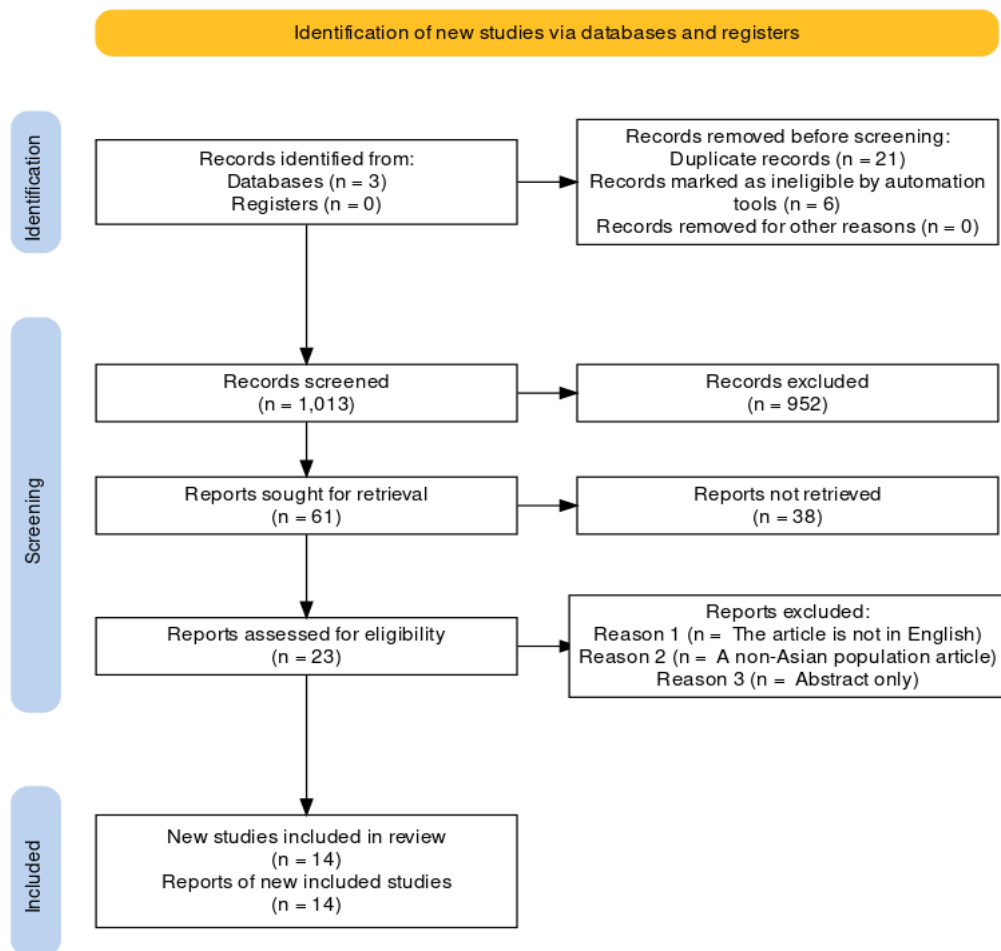 Identification of new studies via databases and registers
Identification
Records identified from:
Databases (n = 3)
Registers (n = 0)
Records removed before screening:
Duplicate records (n = 21)
Records marked as ineligible by automation
tools (n = 6)
Records removed for other reasons (n = 0)
Screening
Records screened
(n = 1,013)
Records excluded
(n = 952)
Reports sought for retrieval
(n = 61)
Reports not retrieved
(n = 38)
Reports assessed for eligibility
(n = 23)
Reports excluded:
Reason 1 (n = The article is not in English)
Reason 2 (n = A non-Asian population article)
Reason 3 (n = Abstract only)
Included
New studies included in review
(n = 14)
Reports of new included studies
(n = 14)